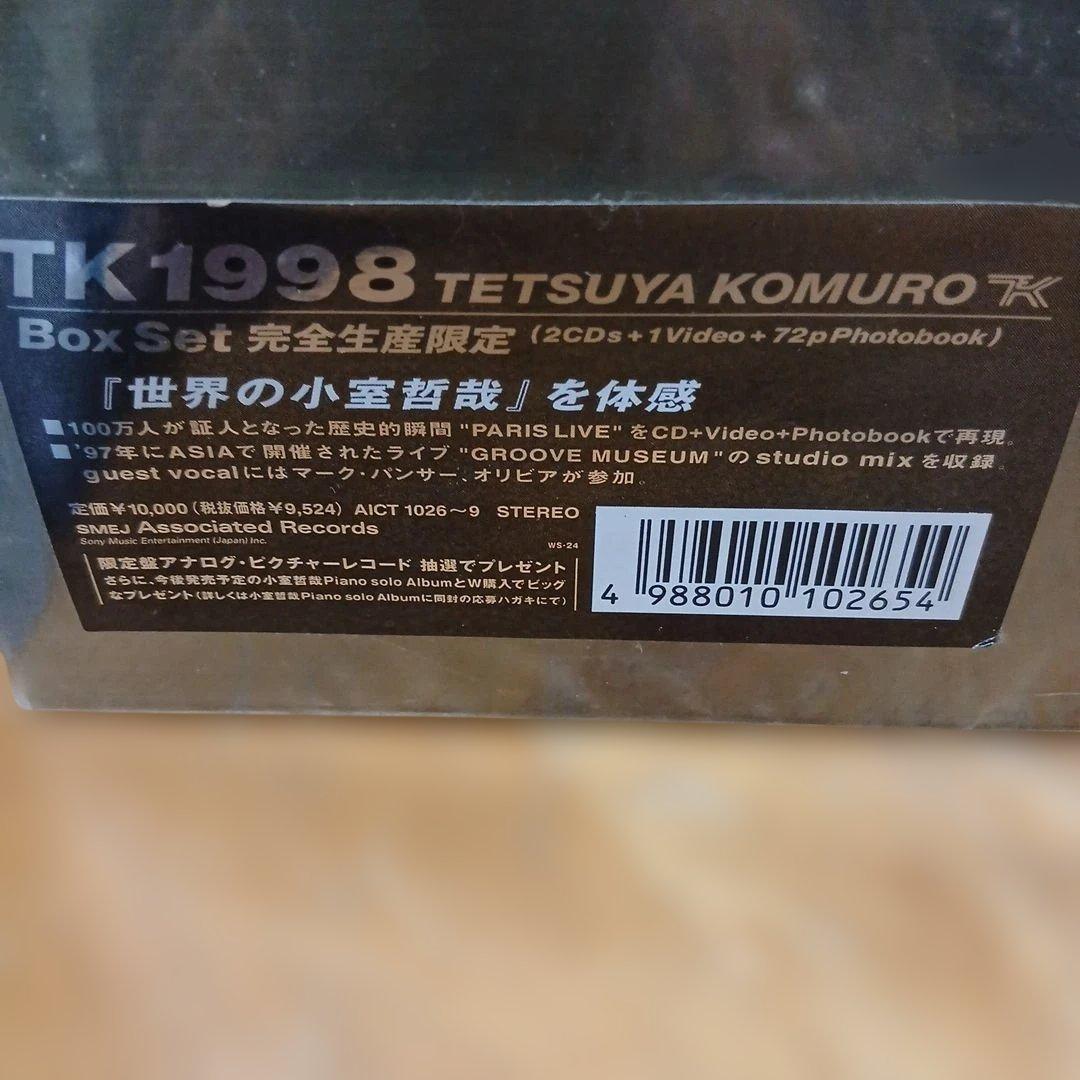 TK1998 TETSUYA KOMURO TK
Box Set 完全生産限定 (2CDs+1Video+72pPhotobook)
『世界の小室哲哉』を体感
■100万人が証人となった歴史的瞬間"PARIS LIVE"をCD+Video+Photobookで再現。
■'97年にASIAで開催されたライブ"GROOVE MUSEUM"のstudio mixを収録。
guest vocalにはマーク・パンサー、オリビアが参加。
定価¥10,000(税抜価格¥9,524) AICT 1026~9 STEREO
SMEJ Associated Records
Sony Music Entertainment (Japan) Inc.
WS-24
限定盤アナログ・ピクチャーレコード 抽選でプレゼント
さらに、今後発売予定の小室哲哉Piano solo AlbumとW購入でビッグ
なプレゼント(詳しくは小室哲哉Piano solo Albumに同封の応募ハガキにて)
4 988010 102654